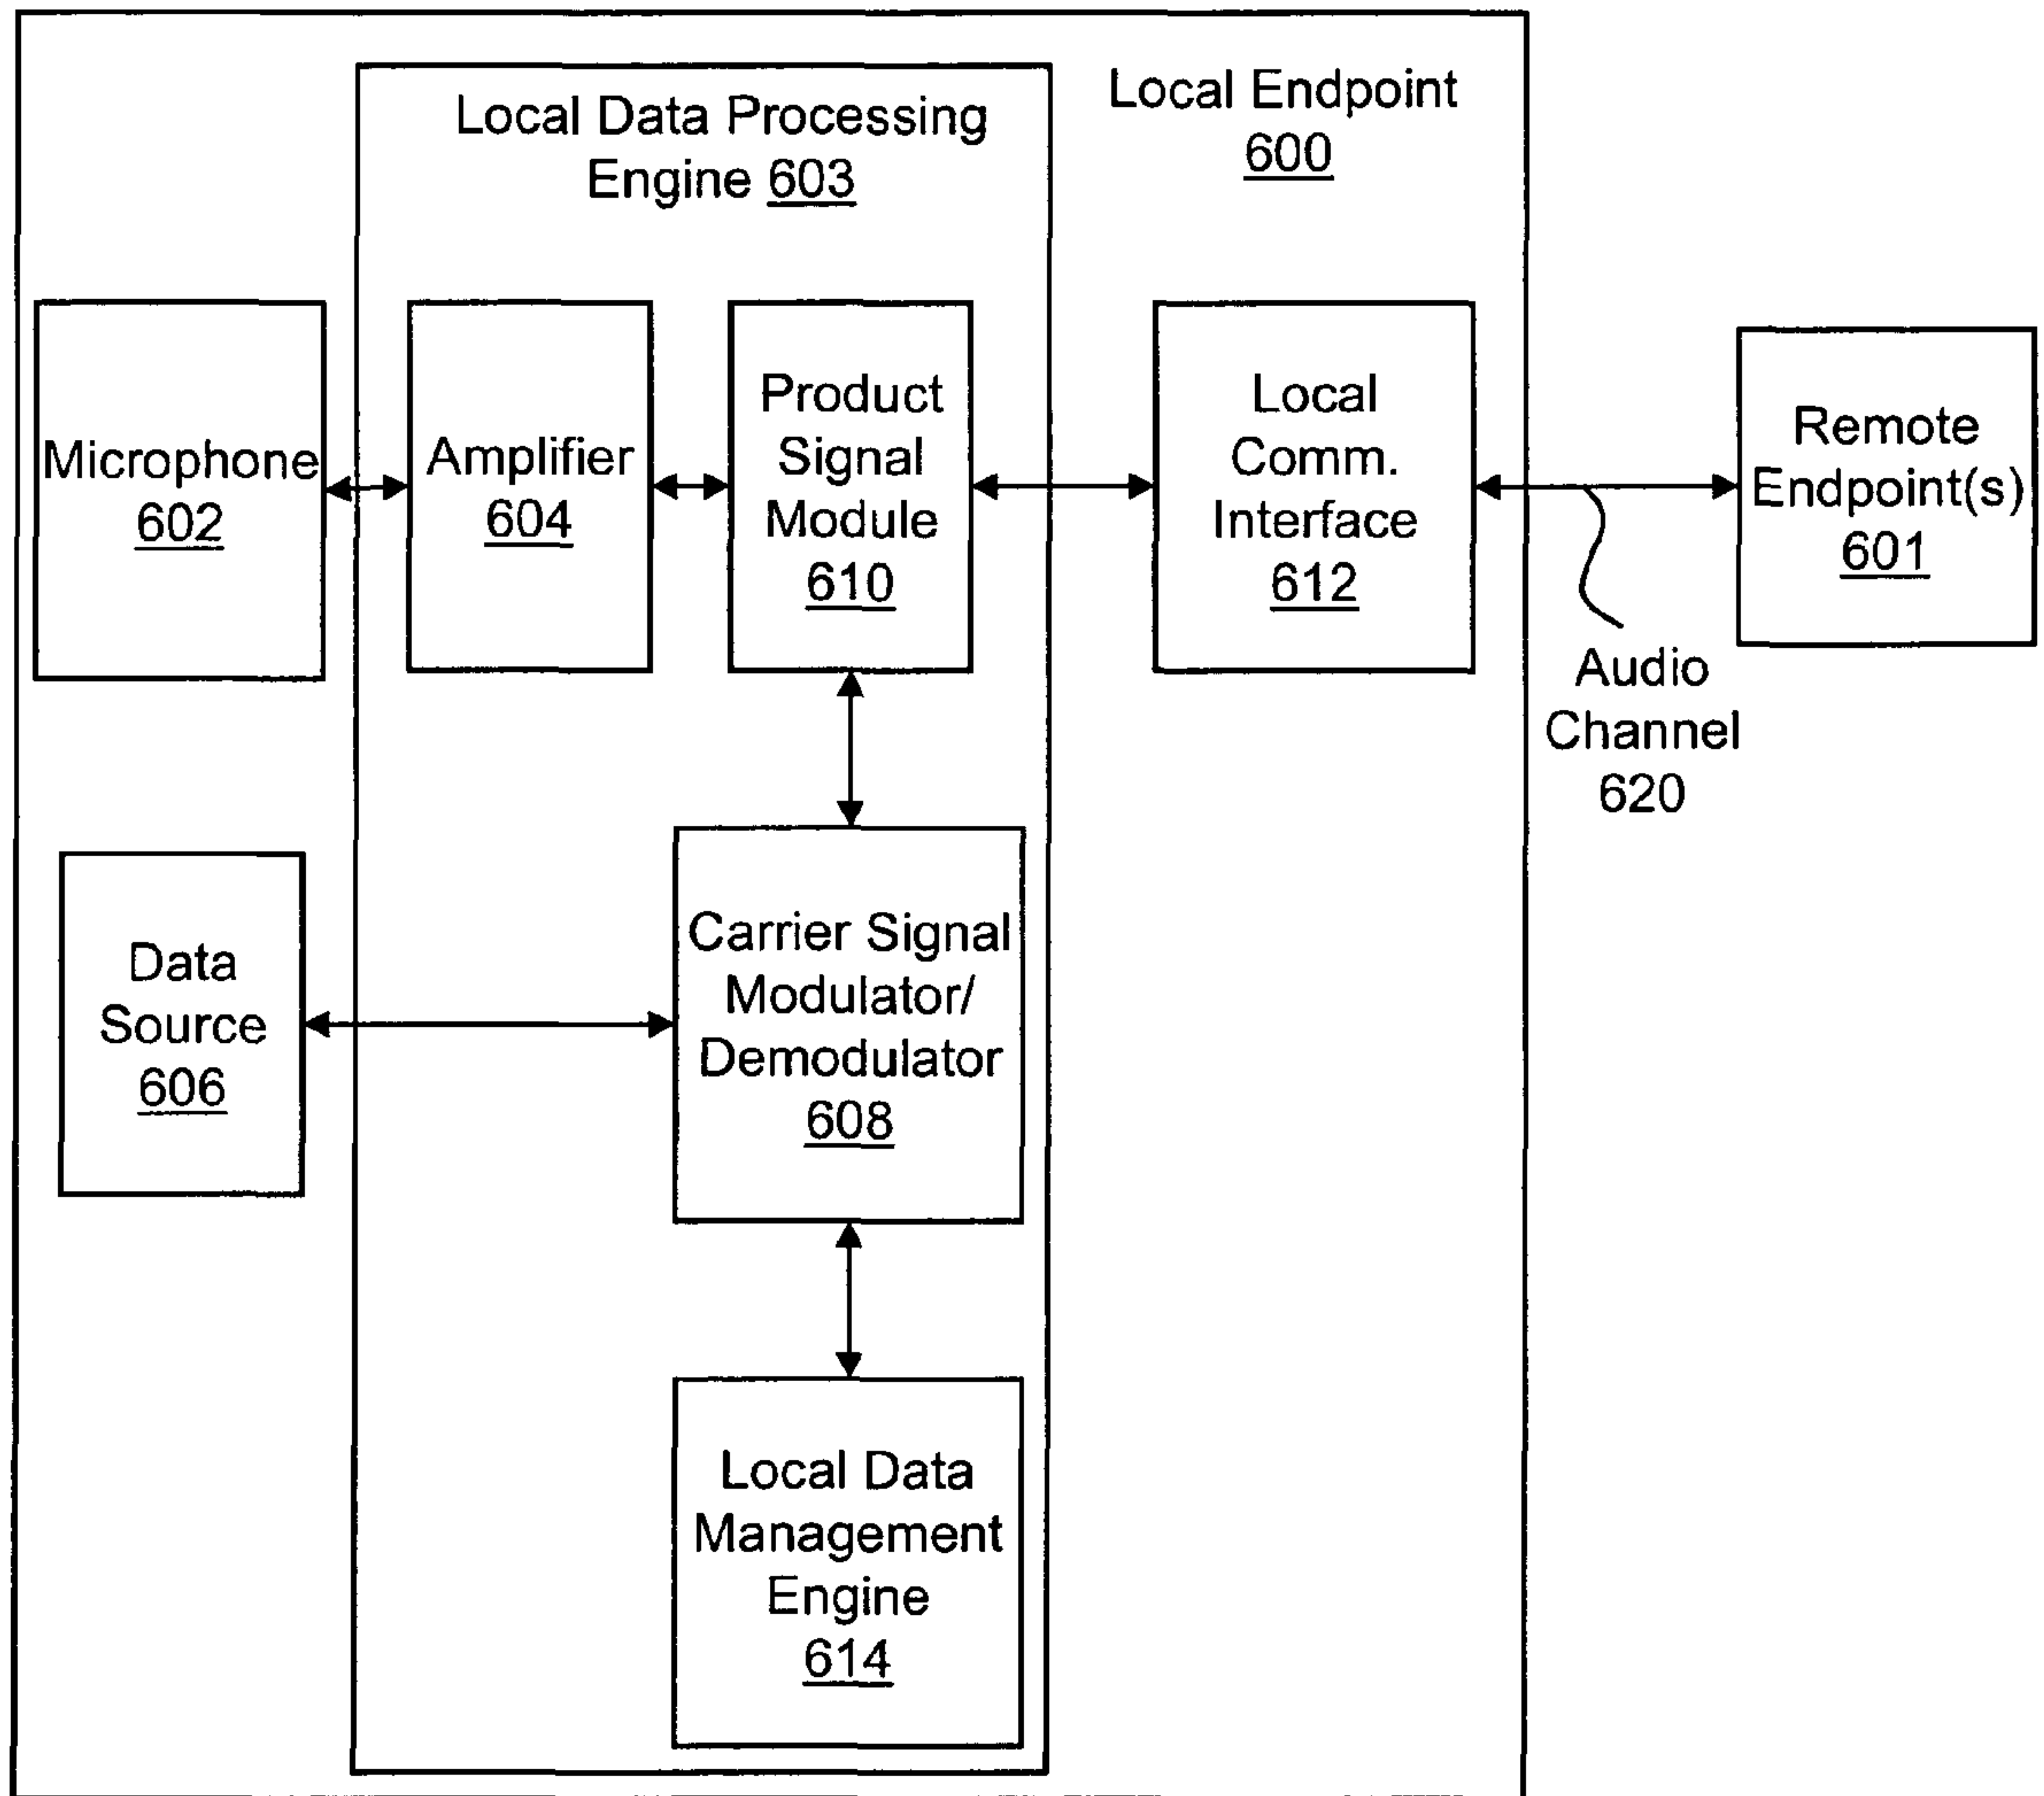 Local Data Processing
Engine 603
Local Endpoint
600
Microphone
602
Amplifier
604
Product
Signal
Module
610
Local
Comm.
Interface
612
Remote
Endpoint(s)
601
Audio
Channel
620
Data
Source
606
Carrier Signal
Modulator/
Demodulator
608
Local Data
Management
Engine
614